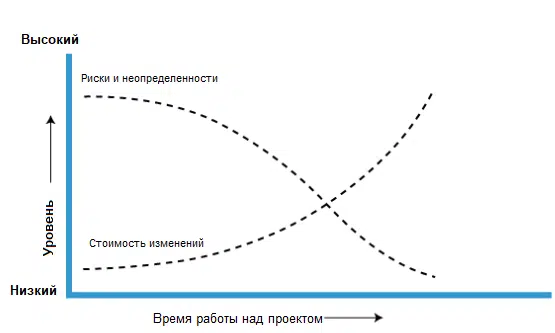 Высокий
Риски и неопределенности
Уровень
Стоимость изменений
Низкий
Время работы над проектом